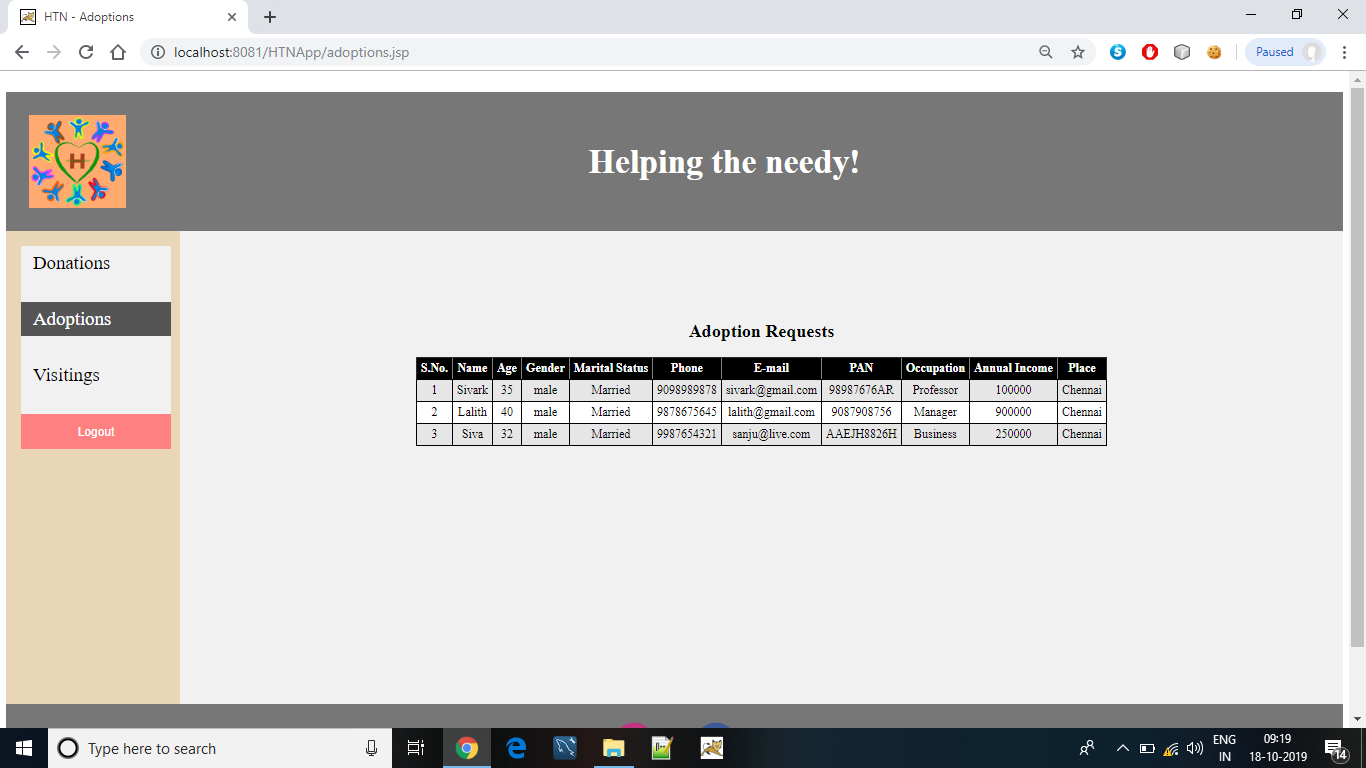 HTN - Adoptions
localhost:8081/HTNApp/adoptions.jsp
Paused
H
Helping the needy!
Donations
Adoptions
Visitings
Logout
Adoption Requests
S.No. Name Age Gender Marital Status Phone E-mail PAN Occupation Annual Income Place
1 Sivark 35 male Married 9098989878 sivark@gmail.com 98987676AR Professor 100000 Chennai
2 Lalith 40 male Married 9878675645 lalith@gmail.com 9087908756 Manager 900000 Chennai
3 Siva 32 male Married 9987654321 sanju@live.com AAEJH8826H Business 250000 Chennai
Type here to search
ENG
IN
09:19
18-10-2019
14